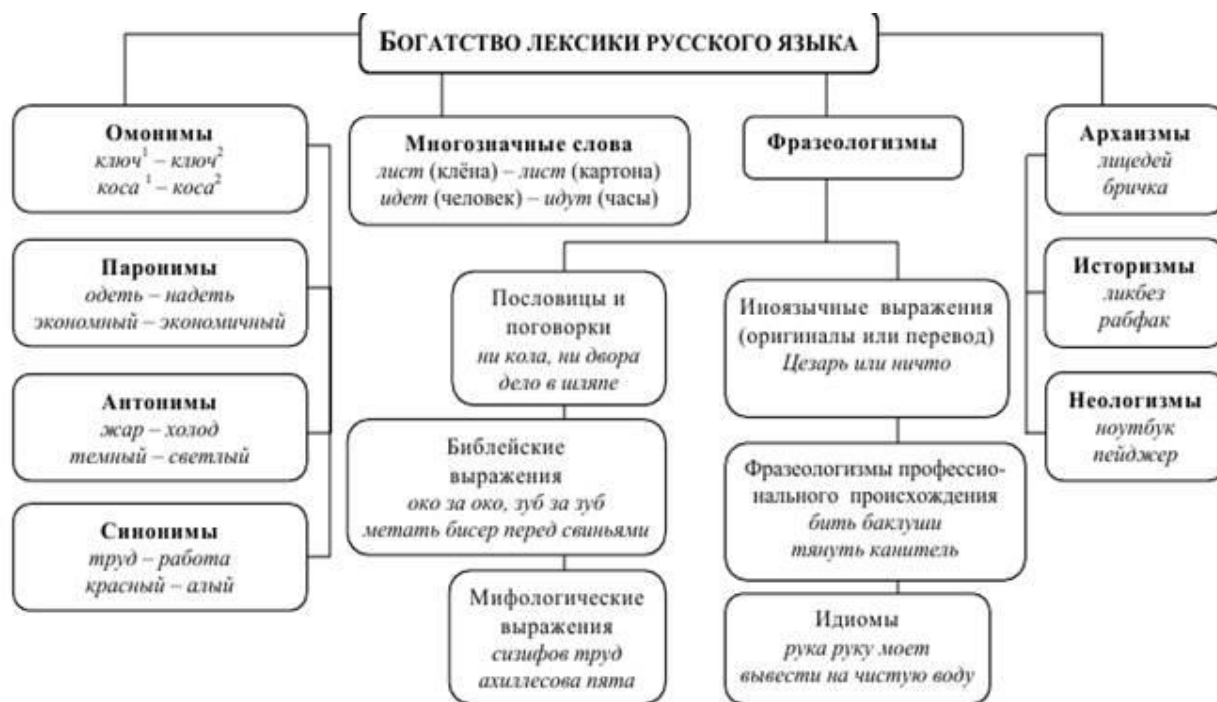 БОГАТСТВО ЛЕКСИКИ РУССКОГО ЯЗЫКА
Омонимы
ключ¹ – ключ²
коса ¹ – коса²
Паронимы
одеть – надеть
экономный – экономичный
Антонимы
жар – холод
темный – светлый
Синонимы
труд – работа
красный – алый
Многозначные слова
лист (клёна) – лист (картона)
идет (человек) – идут (часы)
Фразеологизмы
Пословицы и
поговорки
ни кола, ни двора
дело в шляпе
Библейские
выражения
око за око, зуб за зуб
метать бисер перед свиньями
Мифологические
выражения
сизифов труд
ахиллесова пята
Иноязычные выражения
(оригиналы или перевод)
Цезарь или ничто
Фразеологизмы профессио-
нального происхождения
бить баклуши
тянуть канитель
Идиомы
рука руку моет
вывести на чистую воду
Архаизмы
лицедей
бричка
Историзмы
ликбез
рабфак
Неологизмы
ноутбук
пейджер